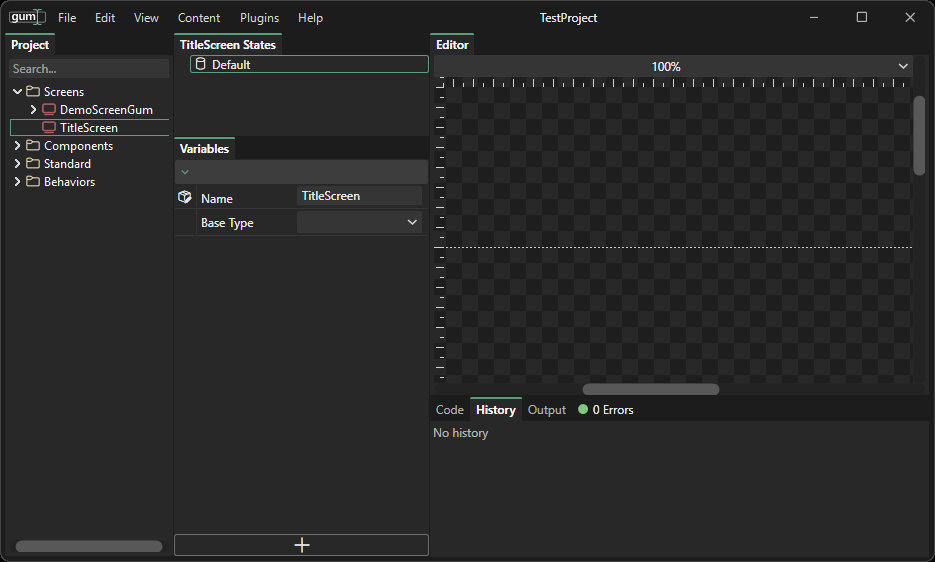 gum File Edit View Content Plugins Help TestProject
Project
Search...
Screens
DemoScreenGum
TitleScreen
Components
Standard
Behaviors
TitleScreen States
Default
Variables
Name TitleScreen
Base Type
Editor
100%
Code History Output 0 Errors
No history